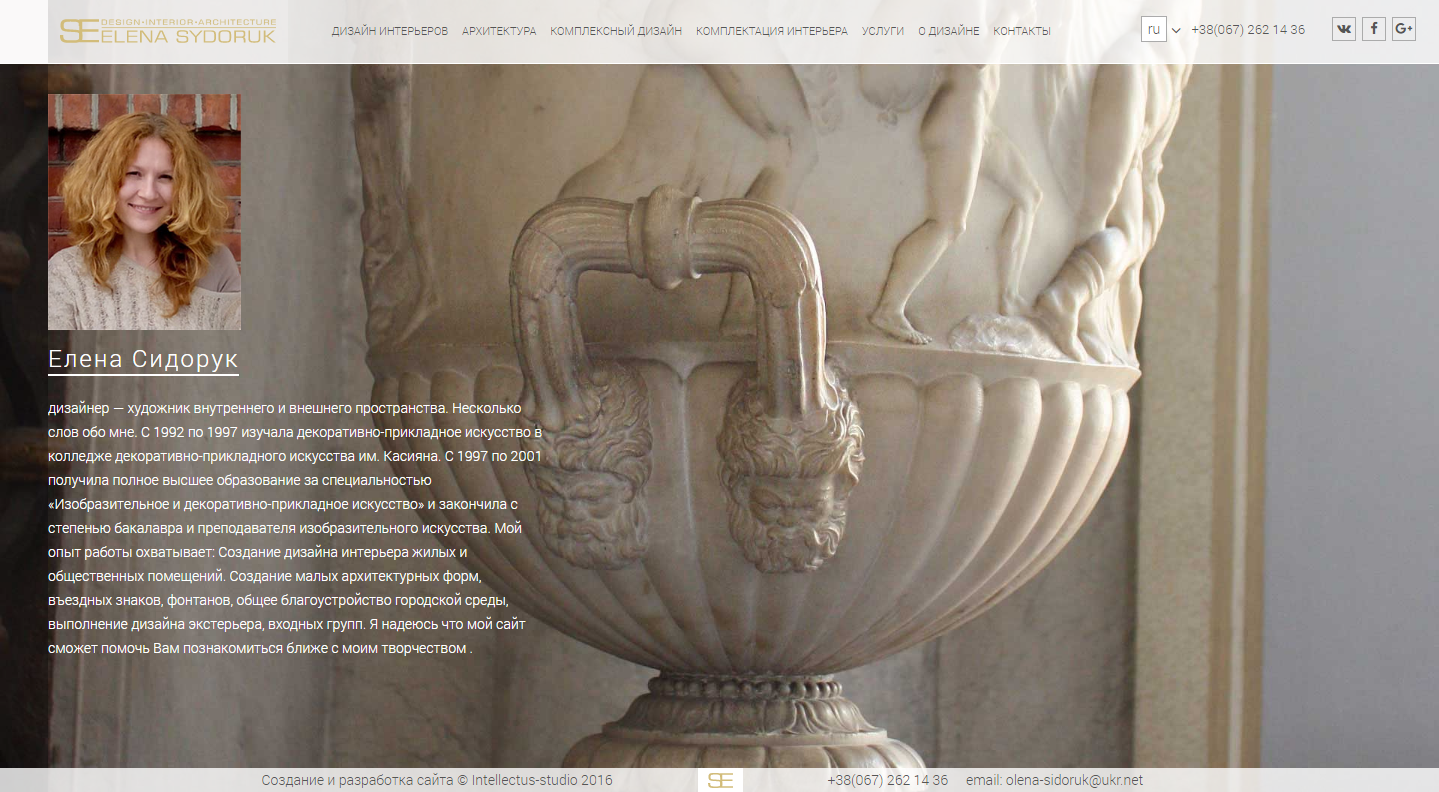 DESIGN•INTERIOR•ARCHITECTURE
SE ELENA SYDORUK
ДИЗАЙН ИНТЕРЬЕРОВ АРХИТЕКТУРА КОМПЛЕКСНЫЙ ДИЗАЙН КОМПЛЕКТАЦИЯ ИНТЕРЬЕРА УСЛУГИ О ДИЗАЙНЕ КОНТАКТЫ
ru +38(067) 262 14 36
Елена Сидорук
дизайнер — художник внутреннего и внешнего пространства. Несколько
слов обо мне. С 1992 по 1997 изучала декоративно-прикладное искусство в
колледже декоративно-прикладного искусства им. Касияна. С 1997 по 2001
получила полное высшее образование за специальностью
«Изобразительное и декоративно-прикладное искусство» и закончила с
степенью бакалавра и преподавателя изобразительного искусства. Мой
опыт работы охватывает: Создание дизайна интерьера жилых и
общественных помещений. Создание малых архитектурных форм,
въездных знаков, фонтанов, общее благоустройство городской среды,
выполнение дизайна экстерьера, входных групп. Я надеюсь что мой сайт
сможет помочь Вам познакомиться ближе с моим творчеством .
Создание и разработка сайта © Intellectus-studio 2016
SE
+38(067) 262 14 36 email: olena-sidoruk@ukr.net